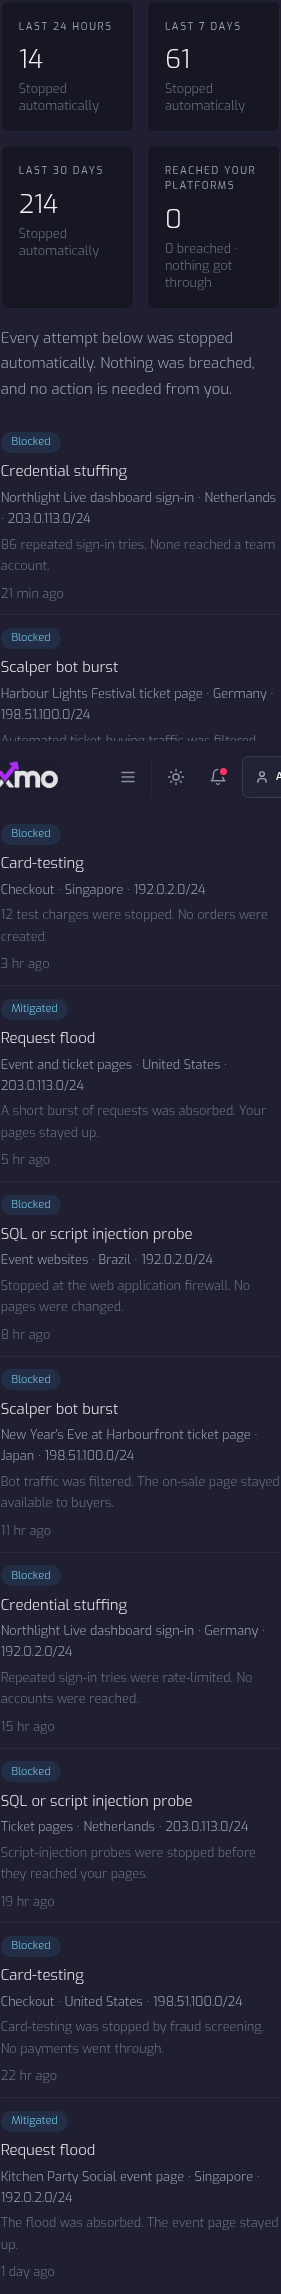 LAST 24 HOURS
14
Stopped
automatically
LAST 7 DAYS
61
Stopped
automatically
LAST 30 DAYS
214
Stopped
automatically
REACHED YOUR
PLATFORMS
0
0 breached ·
nothing got
through
Every attempt below was stopped
automatically. Nothing was breached,
and no action is needed from you.
Blocked
Credential stuffing
Northlight Live dashboard sign-in · Netherlands
· 203.0.113.0/24
86 repeated sign-in tries. None reached a team
account.
21 min ago
Blocked
Scalper bot burst
Harbour Lights Festival ticket page · Germany ·
198.51.100.0/24
Automated ticket-buying traffic was filtered
xmo
A
Blocked
Card-testing
Checkout · Singapore · 192.0.2.0/24
12 test charges were stopped. No orders were
created.
3 hr ago
Mitigated
Request flood
Event and ticket pages · United States ·
203.0.113.0/24
A short burst of requests was absorbed. Your
pages stayed up.
5 hr ago
Blocked
SQL or script injection probe
Event websites · Brazil · 192.0.2.0/24
Stopped at the web application firewall. No
pages were changed.
8 hr ago
Blocked
Scalper bot burst
New Year's Eve at Harbourfront ticket page ·
Japan · 198.51.100.0/24
Bot traffic was filtered. The on-sale page stayed
available to buyers.
11 hr ago
Blocked
Credential stuffing
Northlight Live dashboard sign-in · Germany ·
192.0.2.0/24
Repeated sign-in tries were rate-limited. No
accounts were reached.
15 hr ago
Blocked
SQL or script injection probe
Ticket pages · Netherlands · 203.0.113.0/24
Script-injection probes were stopped before
they reached your pages.
19 hr ago
Blocked
Card-testing
Checkout · United States · 198.51.100.0/24
Card-testing was stopped by fraud screening.
No payments went through.
22 hr ago
Mitigated
Request flood
Kitchen Party Social event page · Singapore ·
192.0.2.0/24
The flood was absorbed. The event page stayed
up.
1 day ago